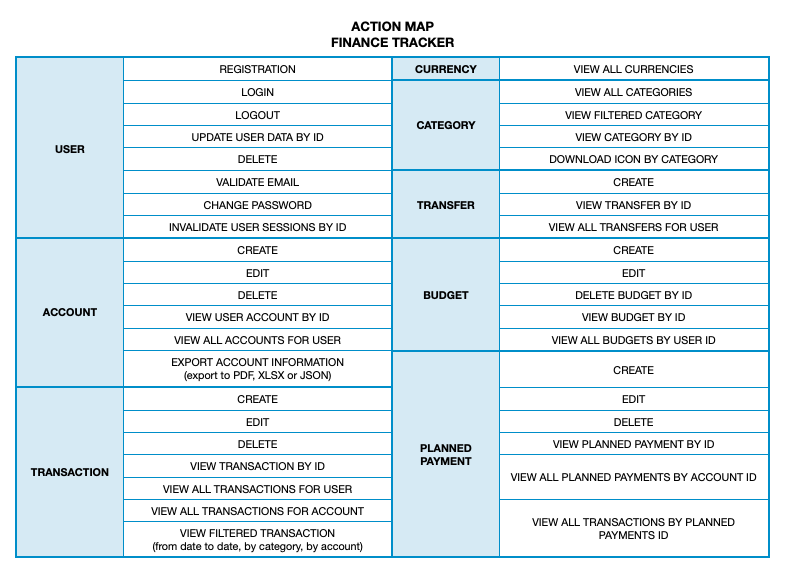 ACTION MAP
FINANCE TRACKER
USER
REGISTRATION
LOGIN
LOGOUT
UPDATE USER DATA BY ID
DELETE
VALIDATE EMAIL
CHANGE PASSWORD
INVALIDATE USER SESSIONS BY ID
ACCOUNT
CREATE
EDIT
DELETE
VIEW USER ACCOUNT BY ID
VIEW ALL ACCOUNTS FOR USER
EXPORT ACCOUNT INFORMATION
(export to PDF, XLSX or JSON)
TRANSACTION
CREATE
EDIT
DELETE
VIEW TRANSACTION BY ID
VIEW ALL TRANSACTIONS FOR USER
VIEW ALL TRANSACTIONS FOR ACCOUNT
VIEW FILTERED TRANSACTION
(from date to date, by category, by account)
CURRENCY
VIEW ALL CURRENCIES
CATEGORY
VIEW ALL CATEGORIES
VIEW FILTERED CATEGORY
VIEW CATEGORY BY ID
DOWNLOAD ICON BY CATEGORY
TRANSFER
CREATE
VIEW TRANSFER BY ID
VIEW ALL TRANSFERS FOR USER
BUDGET
CREATE
EDIT
DELETE BUDGET BY ID
VIEW BUDGET BY ID
VIEW ALL BUDGETS BY USER ID
PLANNED
PAYMENT
CREATE
EDIT
DELETE
VIEW PLANNED PAYMENT BY ID
VIEW ALL PLANNED PAYMENTS BY ACCOUNT ID
VIEW ALL TRANSACTIONS BY PLANNED
PAYMENTS ID